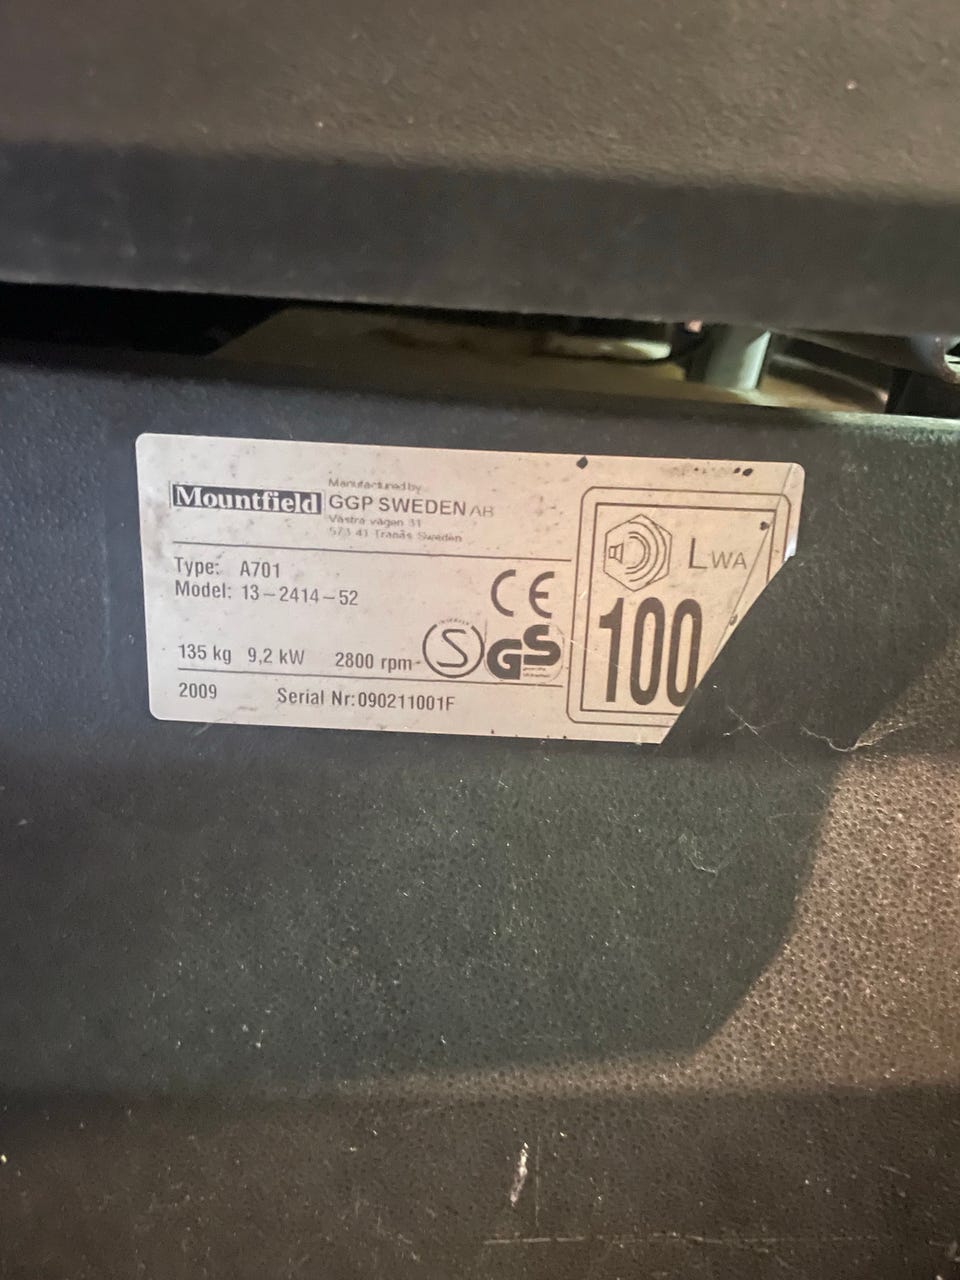 Mountfield
Manufactured by
GGP SWEDEN AB
Västra vägen 31
573 41 Tranås Sweden
Type: A701
Model: 13-2414-52
CE
135 kg 9,2 kW 2800 rpm-
S
GS
2009 Serial Nr:090211001F
LWA
100